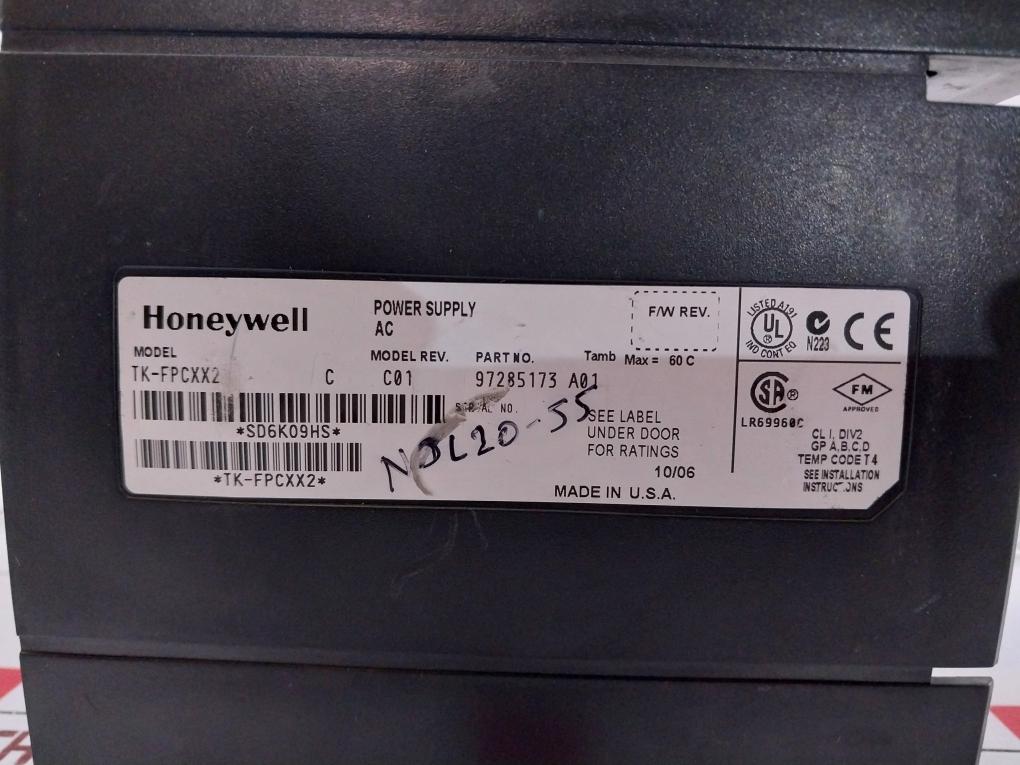 Honeywell
POWER SUPPLY
AC
F/W REV.
MODEL
MODEL REV. PART NO. Tamb Max = 60 C
TK-FPCXX2 C C01 97285173 A01
SERIAL NO.
*SD6K09HS*
*TK-FPCXX2*
SEE LABEL
UNDER DOOR
FOR RATINGS
10/06
MADE IN U.S.A.
LISTED A191
UL
IND CONT EQ
N223
CE
SA
LR69960C
FM
APPROVED
CL I, DIV2
GP A,B,C,D
TEMP CODE T4
SEE INSTALLATION
INSTRUCTIONS